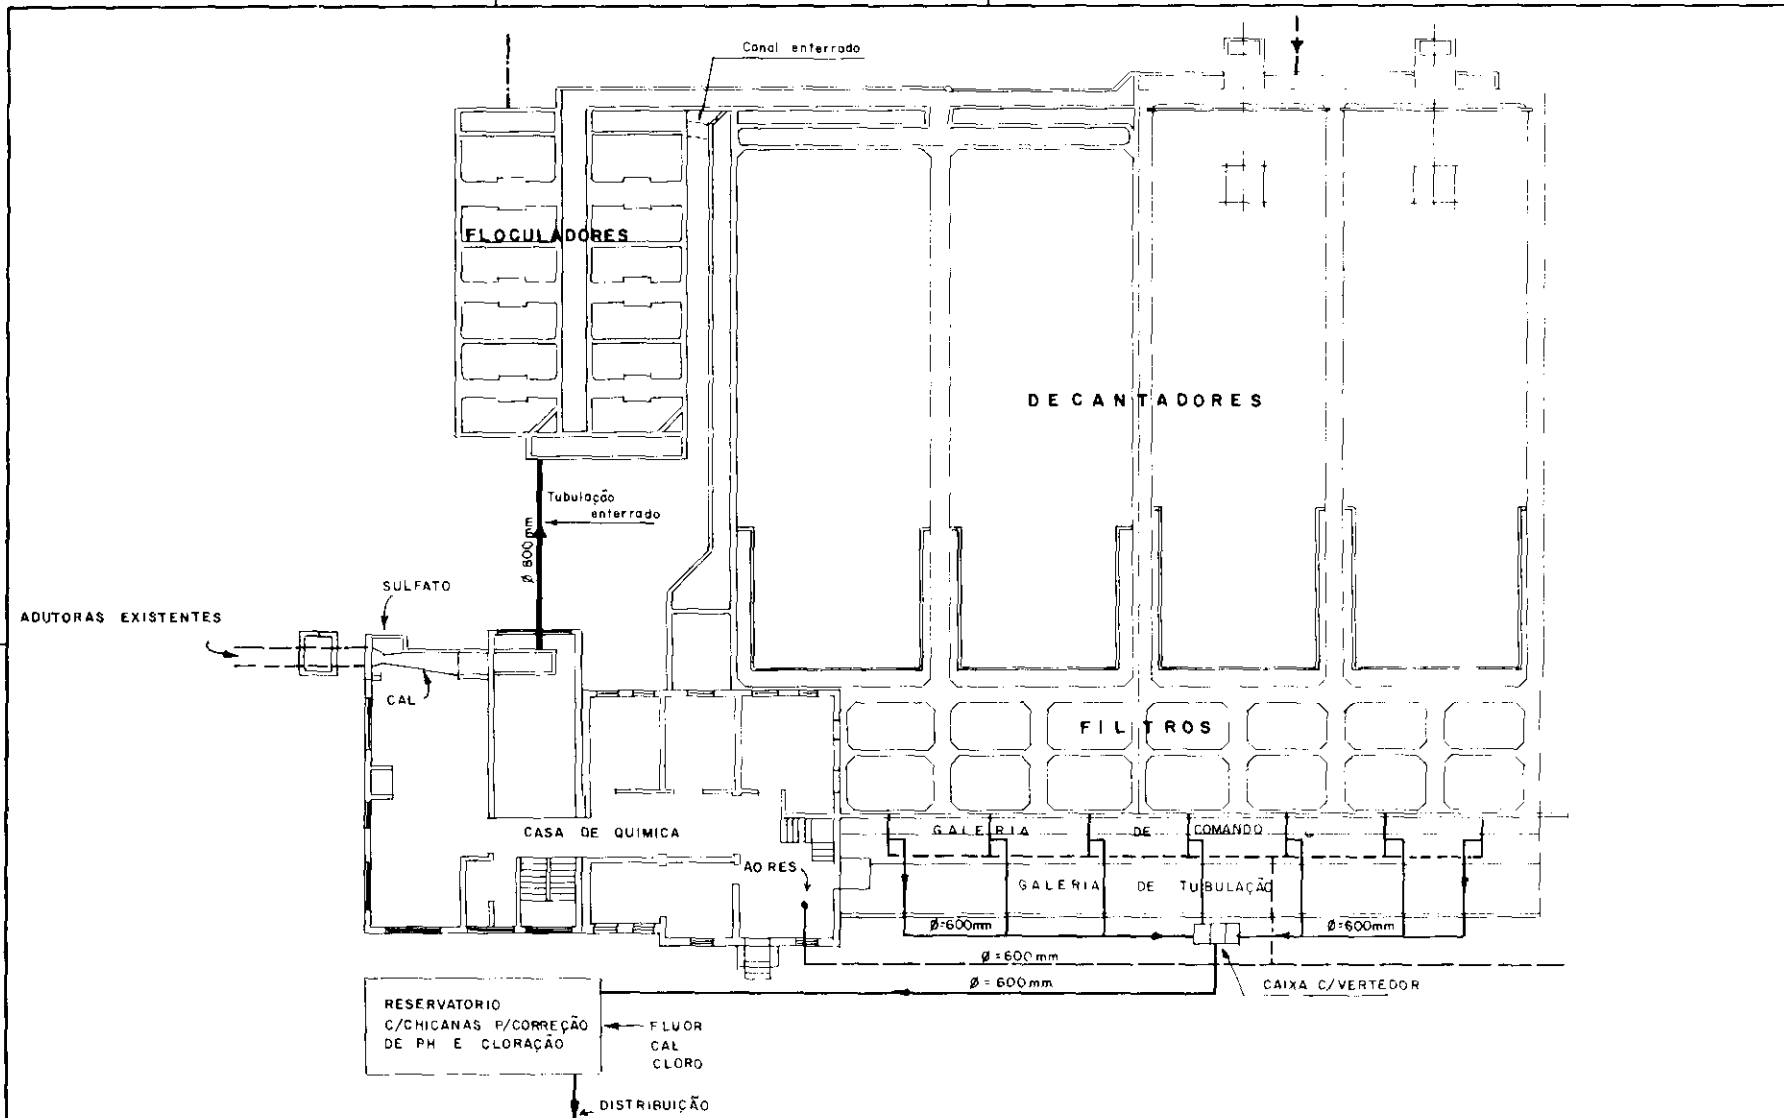 Canal enterrado
FLOCULADORES
DECANTADORES
Tubulação
enterrado
Ø 800mm
SULFATO
ADUTORAS EXISTENTES
CAL
FILTROS
CASA DE QUIMICA
GALERIA DE COMANDO
AO RES
GALERIA DE TUBULAÇÃO
Ø=600mm
Ø=600mm
Ø=600mm
Ø=600mm
CAIXA C/VERTEDOR
RESERVATORIO
C/CHICANAS P/CORREÇÃO
DE PH E CLORAÇÃO
FLUOR
CAL
CLORO
DISTRIBUIÇÃO